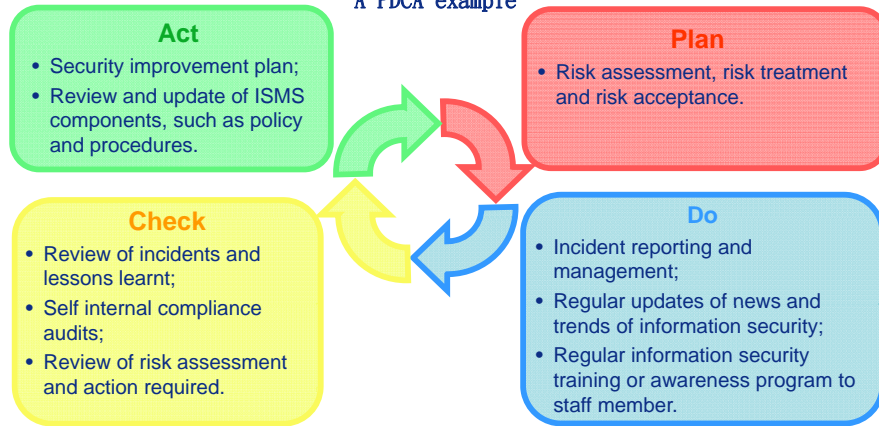 A PDCA example
Act
• Security improvement plan;
• Review and update of ISMS
components, such as policy
and procedures.
Plan
• Risk assessment, risk treatment
and risk acceptance.
Check
• Review of incidents and
lessons learnt;
• Self internal compliance
audits;
• Review of risk assessment
and action required.
Do
• Incident reporting and
management;
• Regular updates of news and
trends of information security;
• Regular information security
training or awareness program to
staff member.